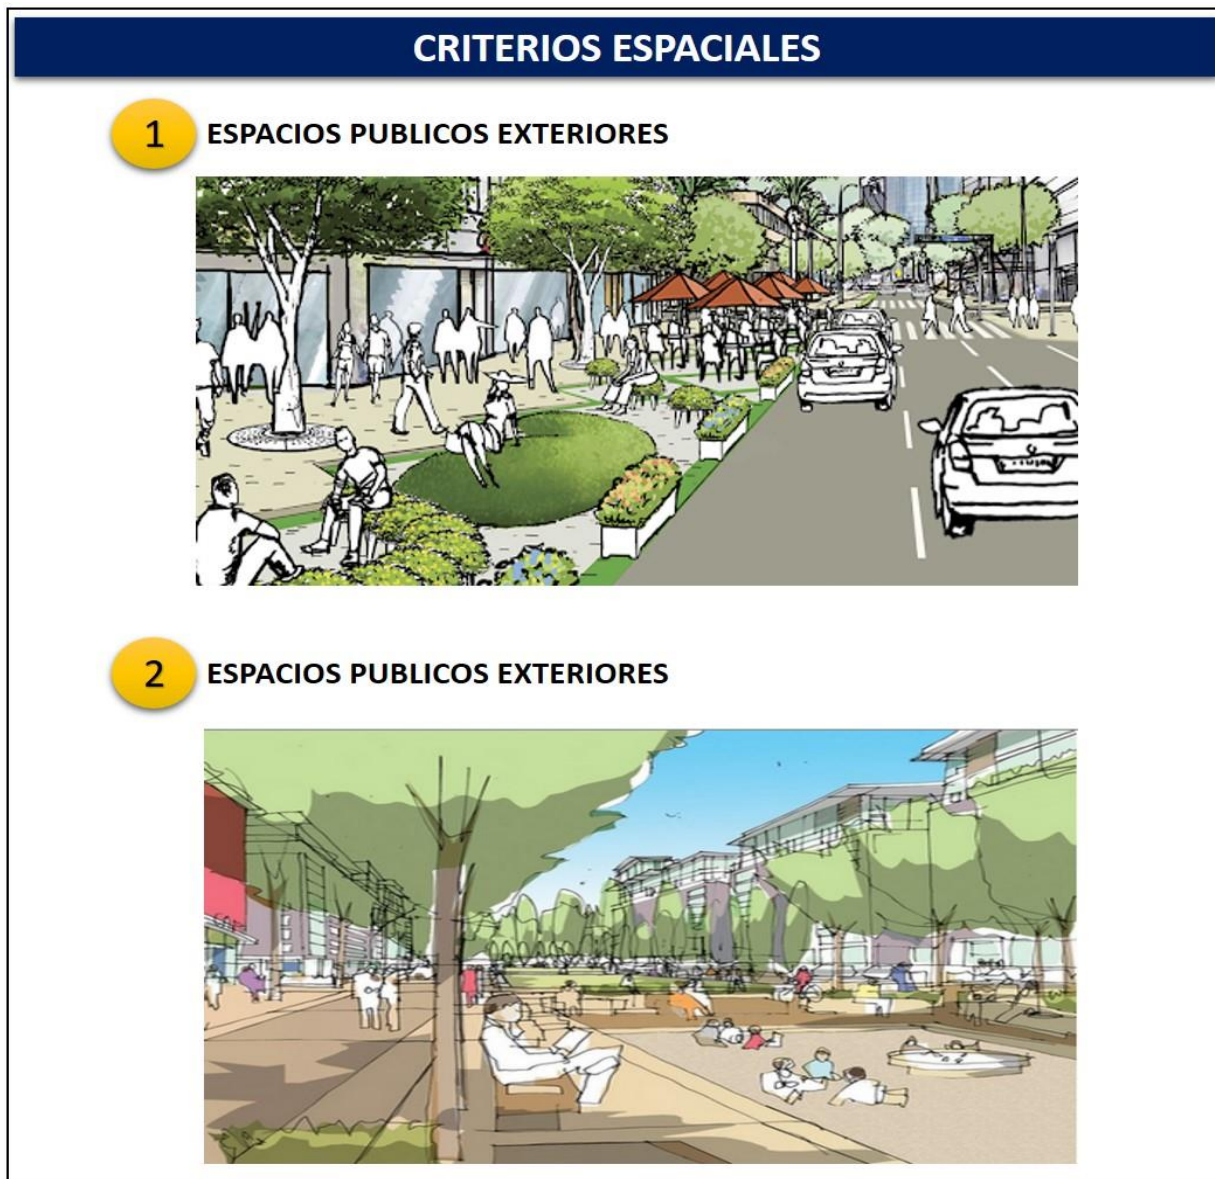 CRITERIOS ESPACIALES
1
ESPACIOS PUBLICOS EXTERIORES
2
ESPACIOS PUBLICOS EXTERIORES